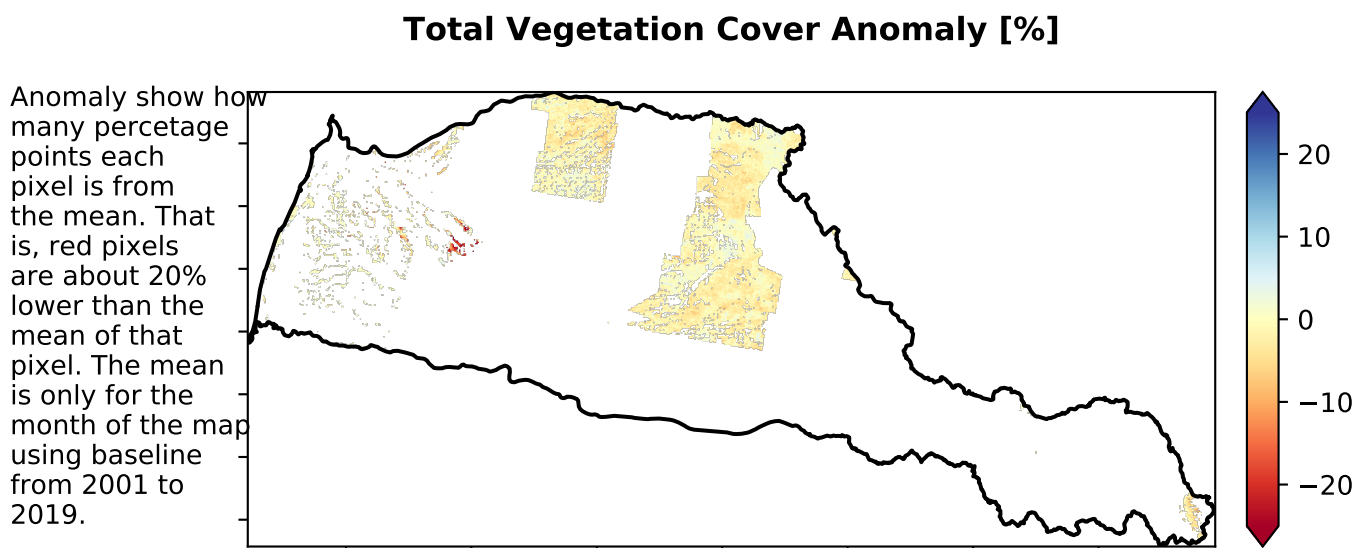 Total Vegetation Cover Anomaly [%]
Anomaly show how
many percetage
points each
pixel is from
the mean. That
is, red pixels
are about 20%
lower than the
mean of that
pixel. The mean
is only for the
month of the map
using baseline
from 2001 to
2019.
20
10
0
−10
−20